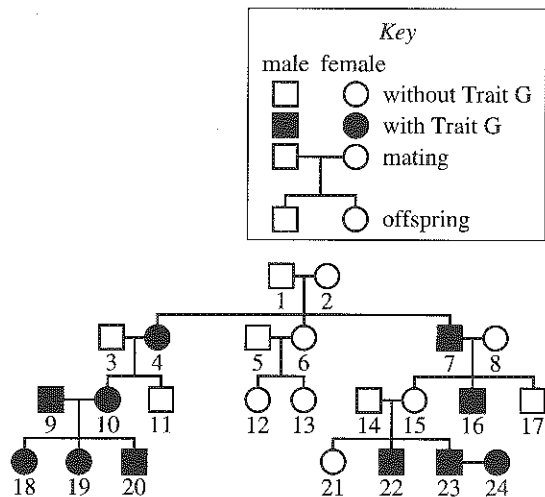 Key
male female
without Trait G
with Trait G
mating
offspring
1 2
3 4 5 6 7 8
9 10 11 12 13 14 15 16 17
18 19 20 21 22 23 24